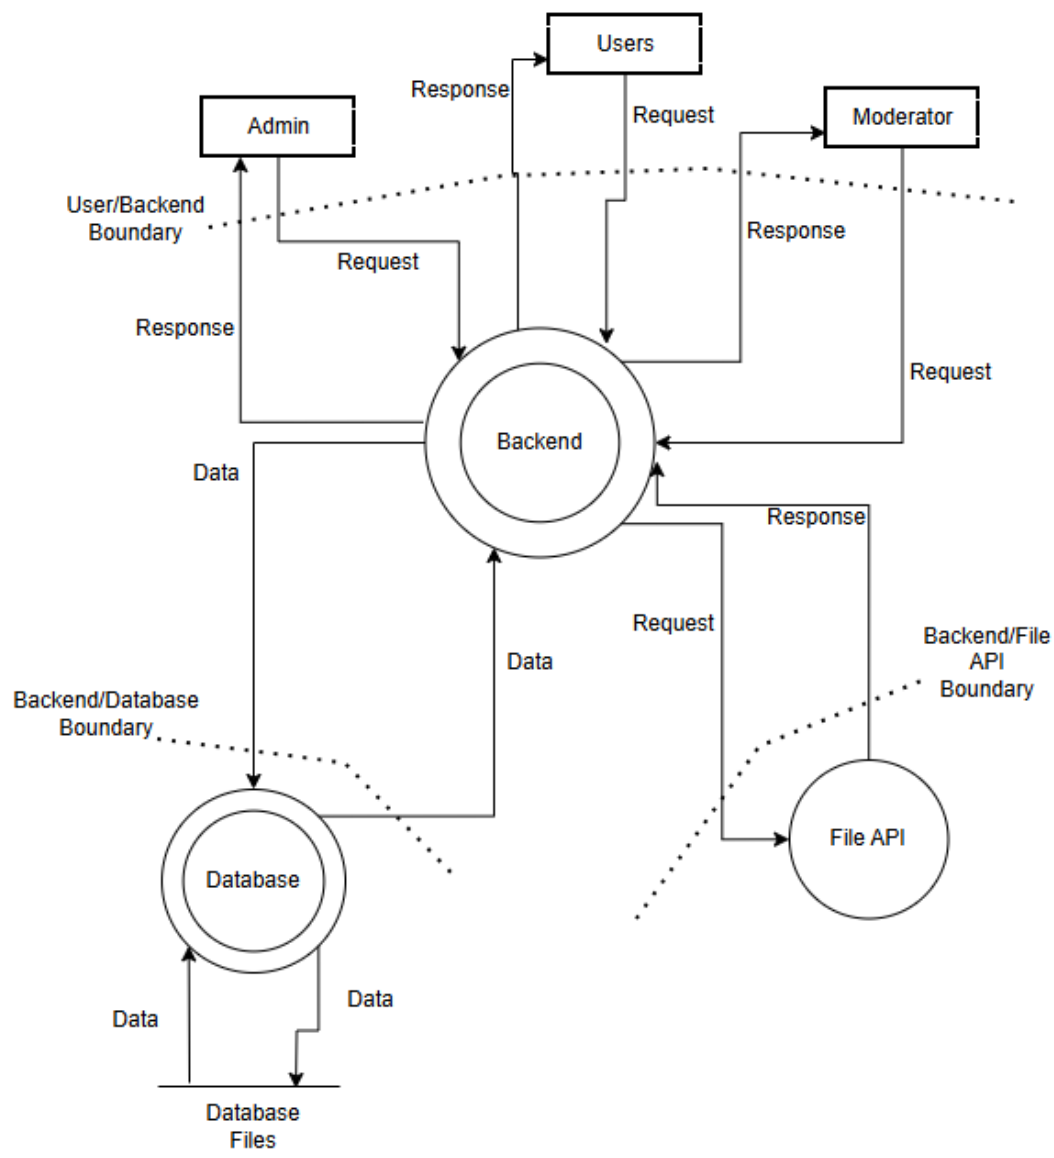 Users
Response
Request
Admin
Moderator
User/Backend
Boundary
Response
Request
Response
Request
Backend
Data
Response
Request
Backend/File
API
Boundary
Data
Backend/Database
Boundary
File API
Database
Data
Data
Database
Files